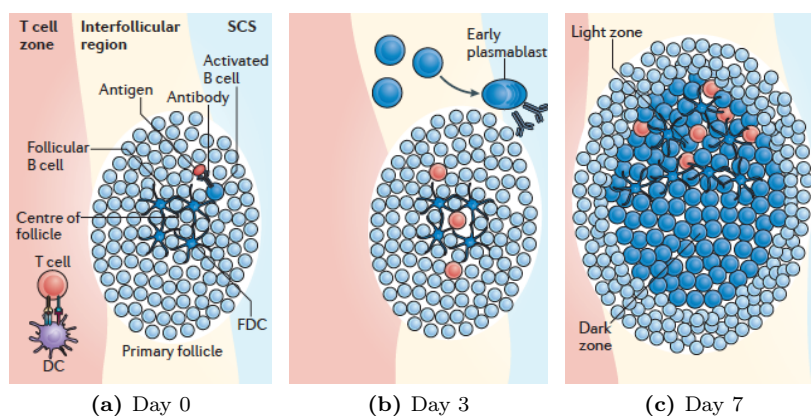 T cell
zone
Interfollicular
region
SCS
Activated
B cell
Antigen
Antibody
Follicular
B cell
Centre of
follicle
T cell
DC
FDC
Primary follicle
(a) Day 0
Early
plasmablast
(b) Day 3
Light zone
Dark
zone
(c) Day 7